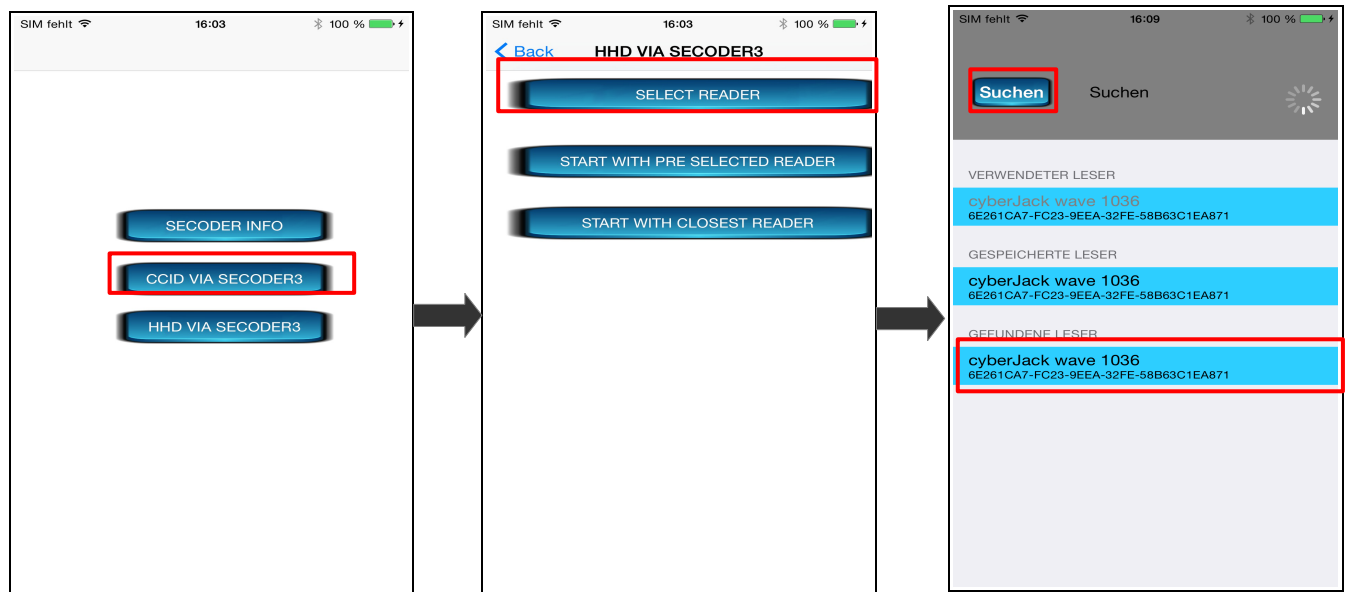 SIM fehlt 16:03 100 %
SECODER INFO
CCID VIA SECODER3
HHD VIA SECODER3
SIM fehlt 16:03 100 %
Back HHD VIA SECODER3
SELECT READER
START WITH PRE SELECTED READER
START WITH CLOSEST READER
SIM fehlt 16:09 100 %
Suchen Suchen
VERWENDETER LESER
cyberJack wave 1036
6E261CA7-FC23-9EEA-32FE-58B63C1EA871
GESPEICHERTE LESER
cyberJack wave 1036
6E261CA7-FC23-9EEA-32FE-58B63C1EA871
GEFUNDENE LESER
cyberJack wave 1036
6E261CA7-FC23-9EEA-32FE-58B63C1EA871